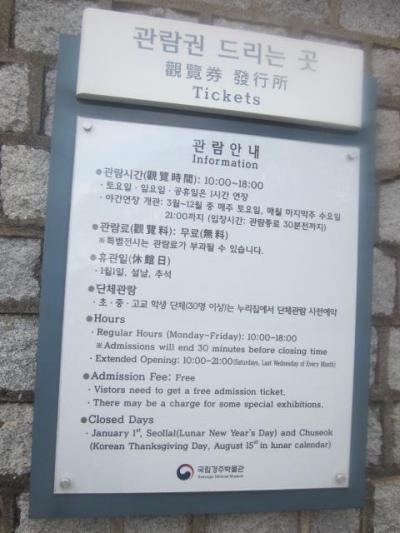 관람권 드리는 곳
觀覽券 發行所
Tickets
관람안내
Information
●관람시간(觀覽時間): 10:00~18:00
· 토요일 · 일요일 · 공휴일은 1시간 연장
· 야간연장 개관: 3월~12월 중 매주 토요일, 매월 마지막주 수요일
21:00까지 (입장시간: 관람종료 30분전까지)
●관람료(觀覽料): 무료(無料)
※특별전시는 관람료가 부과될 수 있습니다.
●휴관일(休館日)
· 1월1일, 설날, 추석
●단체관람
· 초 · 중 · 고교 학생 단체(30명 이상)는 누리집에서 단체관람 사전예약
●Hours
· Regular Hours (Monday~Friday): 10:00~18:00
※Admissions will end 30 minutes before closing time
· Extended Opening: 10:00~21:00(Saturdays, Last Wednesday of Every Month)
●Admission Fee: Free
· Vistors need to get a free admission ticket.
· There may be a charge for some special exhibitions.
●Closed Days
· January 1st, Seollal(Lunar New Year's Day) and Chuseok
(Korean Thanksgiving Day, August 15st in lunar calendar)
국립경주박물관
Gyeongju National Museum